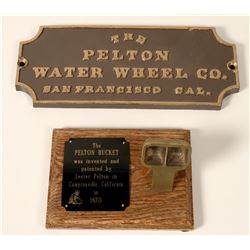 THE
PELTON
WATER WHEEL CO.
SAN FRANCISCO CAL.
The
PELTON BUCKET
was invented and
patented by
Lester Pelton in
Camptonville, California
in
1870